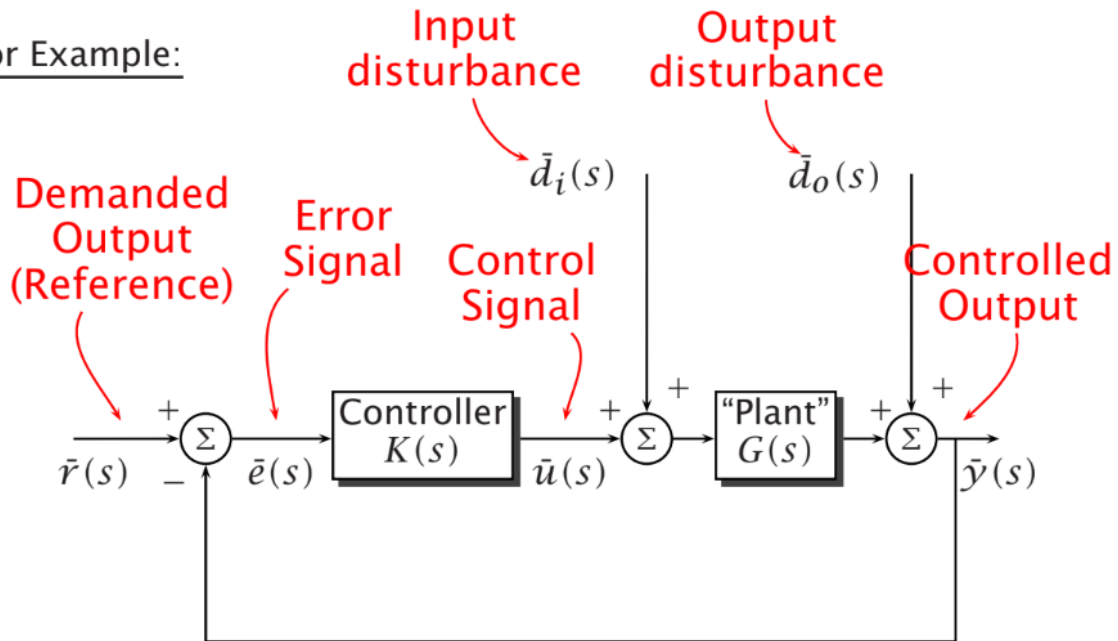 or Example:
Input
disturbance
Output
disturbance
d̄ᵢ(s)
d̄ₒ(s)
Demanded
Output
(Reference)
Error
Signal
Control
Signal
Controlled
Output
+
+
+
Σ
Controller
K(s)
+
Σ
"Plant"
G(s)
+
Σ
r̄(s)
−
ē(s)
ū(s)
ȳ(s)